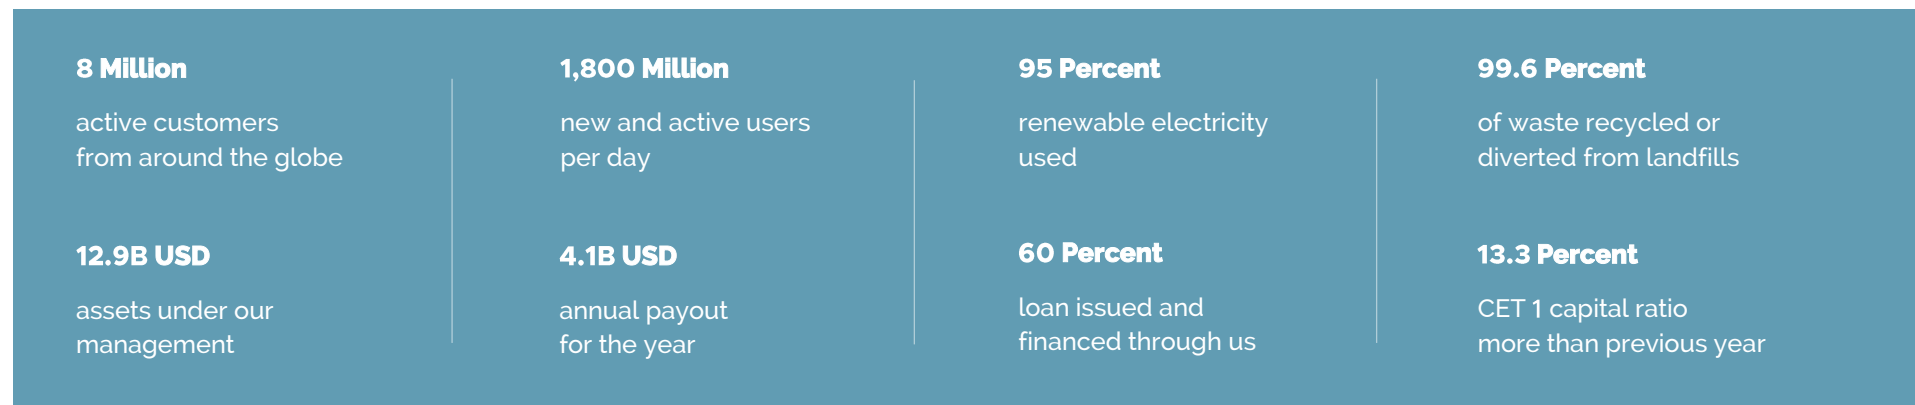 8 Million
active customers
from around the globe
1,800 Million
new and active users
per day
95 Percent
renewable electricity
used
99.6 Percent
of waste recycled or
diverted from landfills
12.9B USD
assets under our
management
4.1B USD
annual payout
for the year
60 Percent
loan issued and
financed through us
13.3 Percent
CET 1 capital ratio
more than previous year